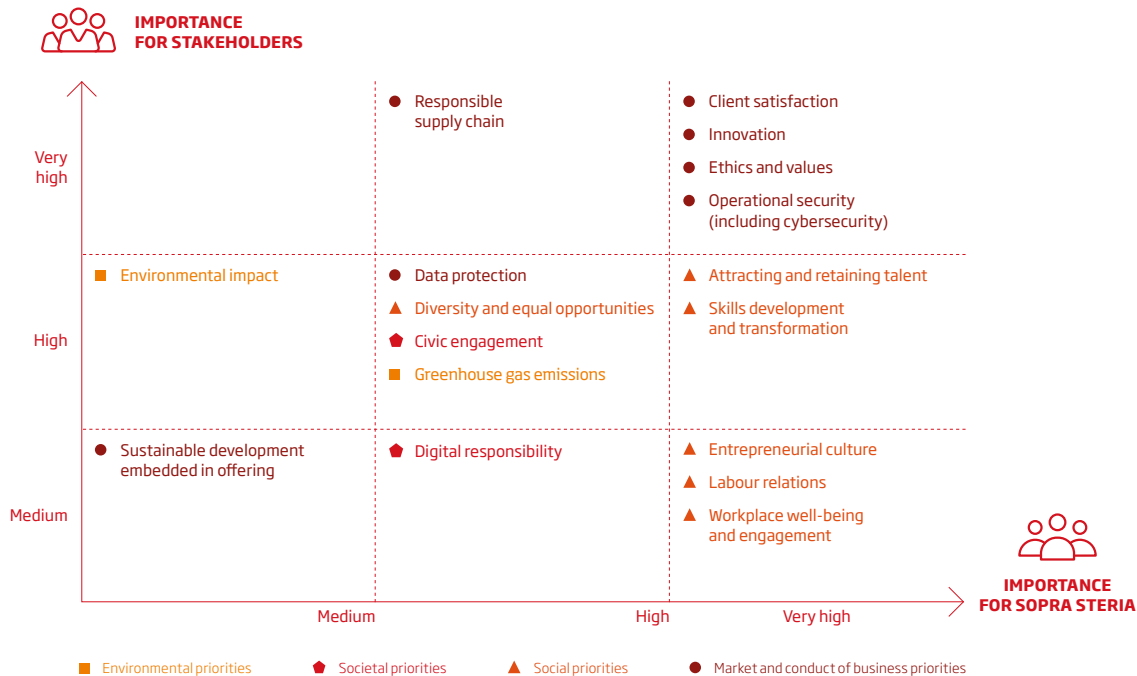 IMPORTANCE
FOR STAKEHOLDERS
Very
high
Responsible
supply chain
Client satisfaction
Innovation
Ethics and values
Operational security
(including cybersecurity)
High
Environmental impact
Data protection
Diversity and equal opportunities
Civic engagement
Greenhouse gas emissions
Attracting and retaining talent
Skills development
and transformation
Medium
Sustainable development
embedded in offering
Digital responsibility
Entrepreneurial culture
Labour relations
Workplace well-being
and engagement
Medium
High
Very high
IMPORTANCE
FOR SOPRA STERIA
Environmental priorities
Societal priorities
Social priorities
Market and conduct of business priorities